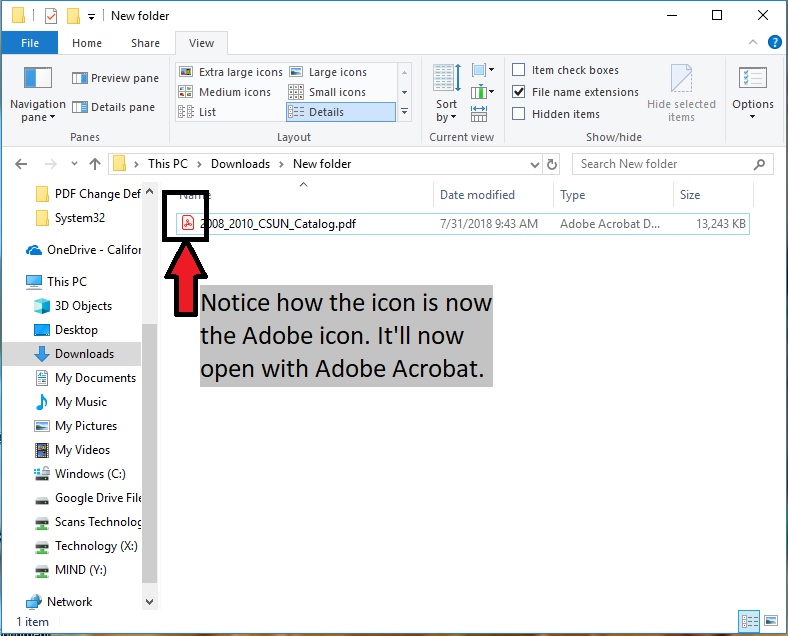 New folder
File
Home
Share
View
Navigation
pane
Preview pane
Details pane
Panes
Extra large icons
Large icons
Medium icons
Small icons
List
Details
Layout
Sort
by
Current view
Item check boxes
File name extensions
Hidden items
Hide selected
items
Show/hide
Options
This PC
Downloads
New folder
Search New folder
Name
Date modified
Type
Size
2008_2010_CSUN_Catalog.pdf
7/31/2018 9:43 AM
Adobe Acrobat D...
13,243 KB
PDF Change Def
System32
OneDrive - Califor
This PC
3D Objects
Desktop
Downloads
My Documents
My Music
My Pictures
My Videos
Windows (C:)
Google Drive File
Scans Technolog
Technology (X:)
MIND (Y:)
Network
Notice how the icon is now
the Adobe icon. It'll now
open with Adobe Acrobat.
1 item